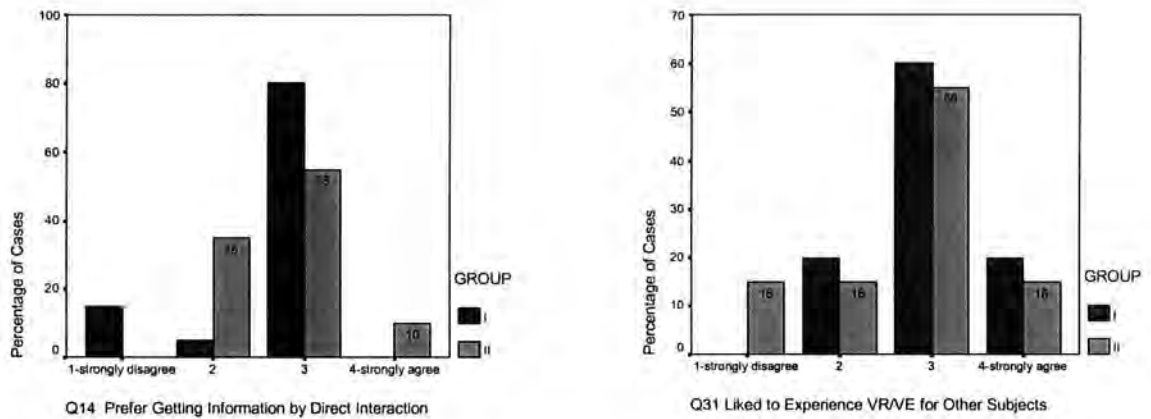 100
80
60
40
20
0
Percentage of Cases
1-strongly disagree 2 3 4-strongly agree
10
GROUP
I
II
Q14 Prefer Getting Information by Direct Interaction
70
60
50
40
30
20
10
0
Percentage of Cases
15
15
15
1-strongly disagree 2 3 4-strongly agree
GROUP
I
II
Q31 Liked to Experience VR/VE for Other Subjects